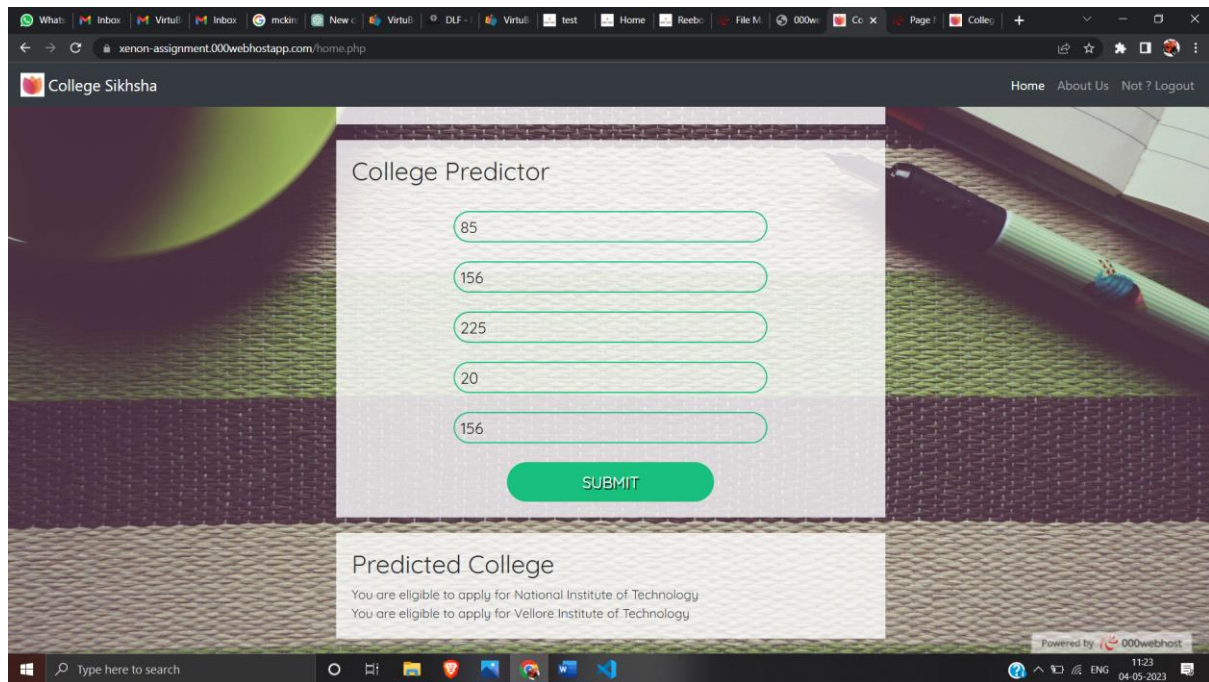 Whats Inbox VirtuB Inbox mckin New c VirtuB DLF - VirtuB test Home Reebo File M. 000we Co Page Colleg
xenon-assignment.000webhostapp.com/home.php
College Sikhsha Home About Us Not ? Logout
College Predictor
85
156
225
20
156
SUBMIT
Predicted College
You are eligible to apply for National Institute of Technology
You are eligible to apply for Vellore Institute of Technology
Powered by 000webhost
Type here to search ENG 11:23
04-05-2023